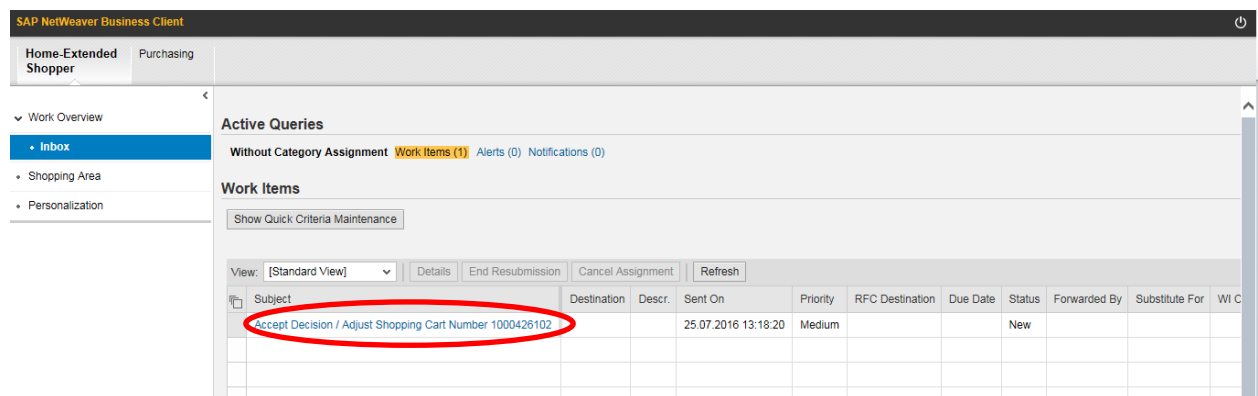 SAP NetWeaver Business Client
Home-Extended Shopper
Purchasing
Work Overview
Inbox
Shopping Area
Personalization
Active Queries
Without Category Assignment Work Items (1) Alerts (0) Notifications (0)
Work Items
Show Quick Criteria Maintenance
View: [Standard View] Details End Resubmission Cancel Assignment Refresh
Subject Destination Descr. Sent On Priority RFC Destination Due Date Status Forwarded By Substitute For WI C
Accept Decision / Adjust Shopping Cart Number 1000426102 25.07.2016 13:18:20 Medium New